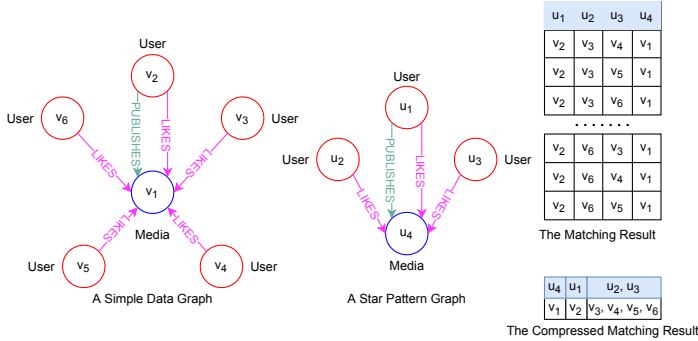 User
v2
PUBLISHES
LIKES
User
v6
LIKES
v3
User
LIKES
v1
Media
LIKES
LIKES
User
v5
v4
User
A Simple Data Graph
User
u1
PUBLISHES
LIKES
User
u2
LIKES
u3
User
LIKES
u4
Media
A Star Pattern Graph
u1 u2 u3 u4
v2 v3 v4 v1
v2 v3 v5 v1
v2 v3 v6 v1
.......
v2 v6 v3 v1
v2 v6 v4 v1
v2 v6 v5 v1
The Matching Result
u4 u1 u2, u3
v1 v2 v3, v4, v5, v6
The Compressed Matching Result